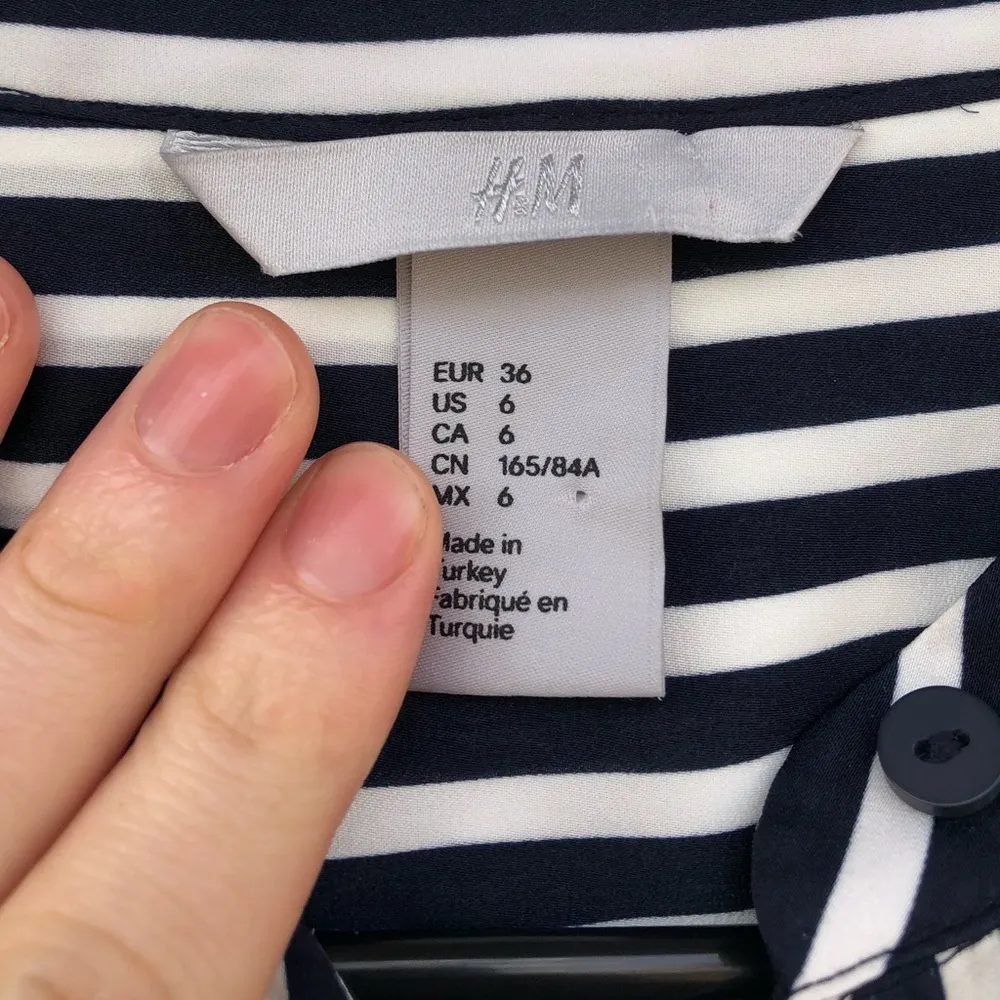 H&M
EUR 36
US 6
CA 6
CN 165/84A
MX 6
Made in
Turkey
Fabriqué en
Turquie